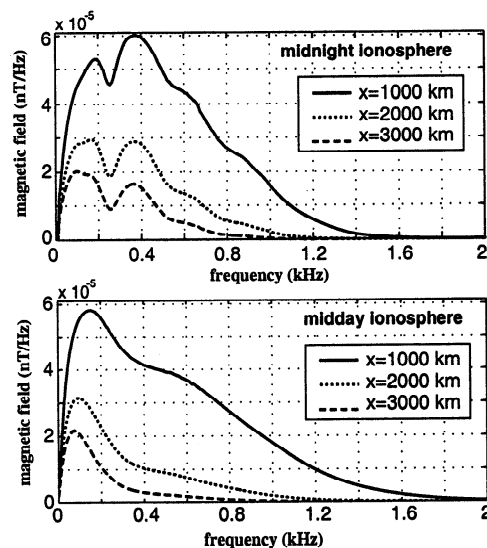 x 10⁻⁵
6
4
2
0
magnetic field (nT/Hz)
midnight ionosphere
x=1000 km
x=2000 km
x=3000 km
0 0.4 0.8 1.2 1.6 2
frequency (kHz)
x 10⁻⁵
6
4
2
0
magnetic field (nT/Hz)
midday ionosphere
x=1000 km
x=2000 km
x=3000 km
0 0.4 0.8 1.2 1.6 2
frequency (kHz)